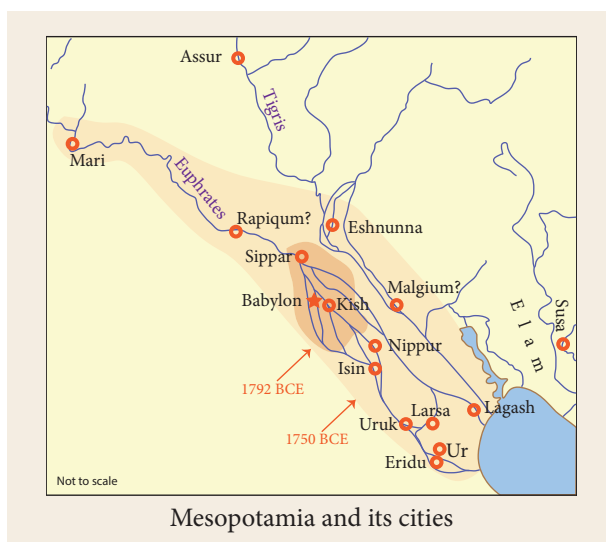 Assur
Tigris
Mari
Euphrates
Rapiqum?
Eshnunna
Sippar
Malgium?
Babylon
Kish
Elam
Susa
Nippur
Isin
1792 BCE
1750 BCE
Uruk
Larsa
Lagash
Ur
Eridu
Not to scale
Mesopotamia and its cities